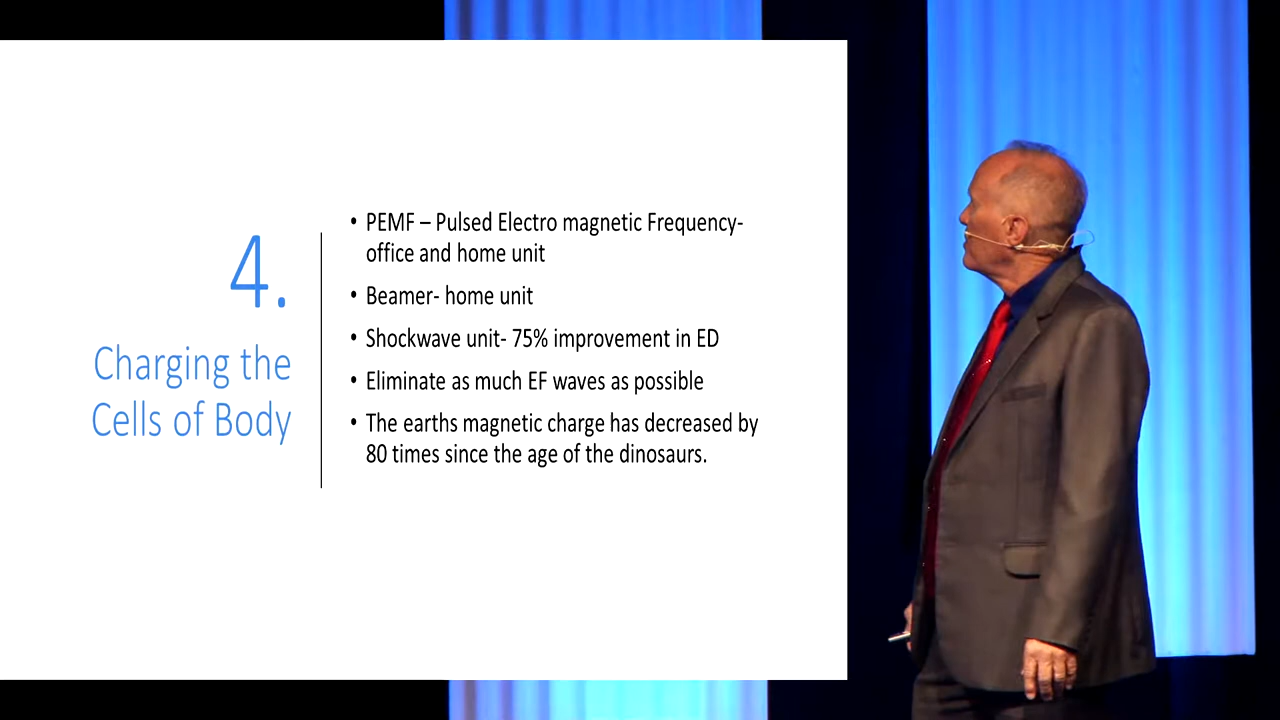 4.
Charging the
Cells of Body
• PEMF – Pulsed Electro magnetic Frequency-
office and home unit
• Beamer- home unit
• Shockwave unit- 75% improvement in ED
• Eliminate as much EF waves as possible
• The earths magnetic charge has decreased by
80 times since the age of the dinosaurs.